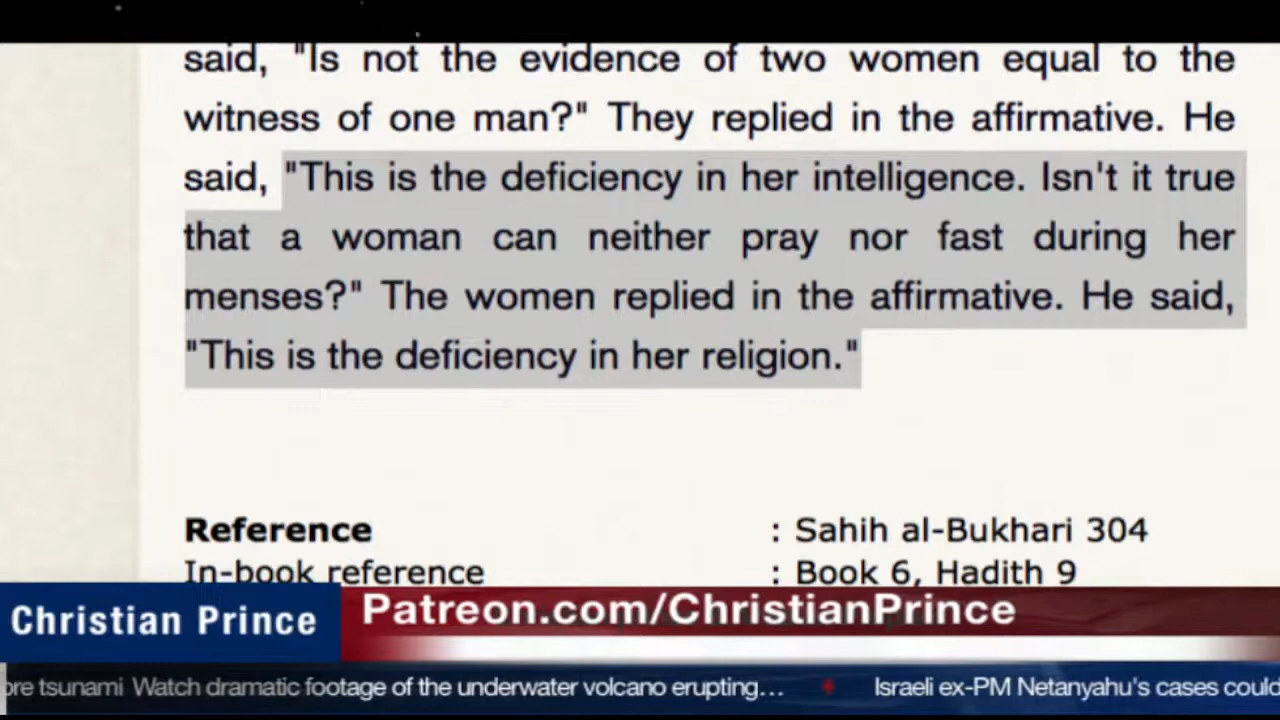 said, "Is not the evidence of two women equal to the
witness of one man?" They replied in the affirmative. He
said, "This is the deficiency in her intelligence. Isn't it true
that a woman can neither pray nor fast during her
menses?" The women replied in the affirmative. He said,
"This is the deficiency in her religion."
Reference : Sahih al-Bukhari 304
In-book reference : Book 6, Hadith 9
Christian Prince Patreon.com/ChristianPrince
tsunami Watch dramatic footage of the underwater volcano erupting... Israeli ex-PM Netanyahu's cases could